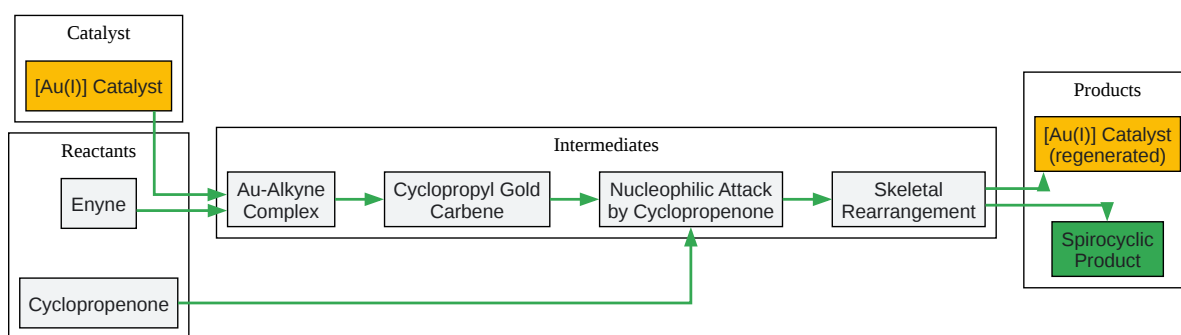 Catalyst
[Au(I)] Catalyst
Reactants
Enyne
Cyclopropenone
Intermediates
Au-Alkyne
Complex
Cyclopropyl Gold
Carbene
Nucleophilic Attack
by Cyclopropenone
Skeletal
Rearrangement
Products
[Au(I)] Catalyst
(regenerated)
Spirocyclic
Product